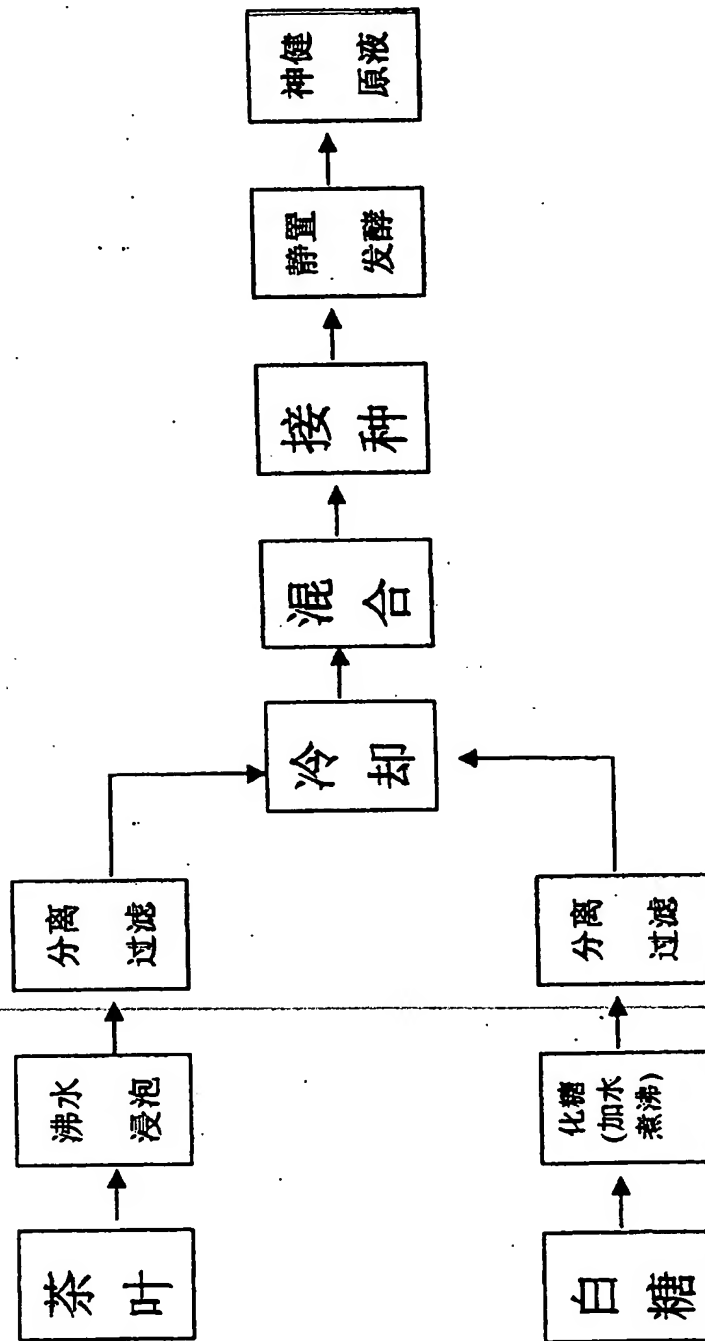 茶叶
沸水
浸泡
分离
过滤
白糖
化糖
(加水
煮沸)
分离
过滤
冷却
混合
接种
静置
发酵
神健
原液